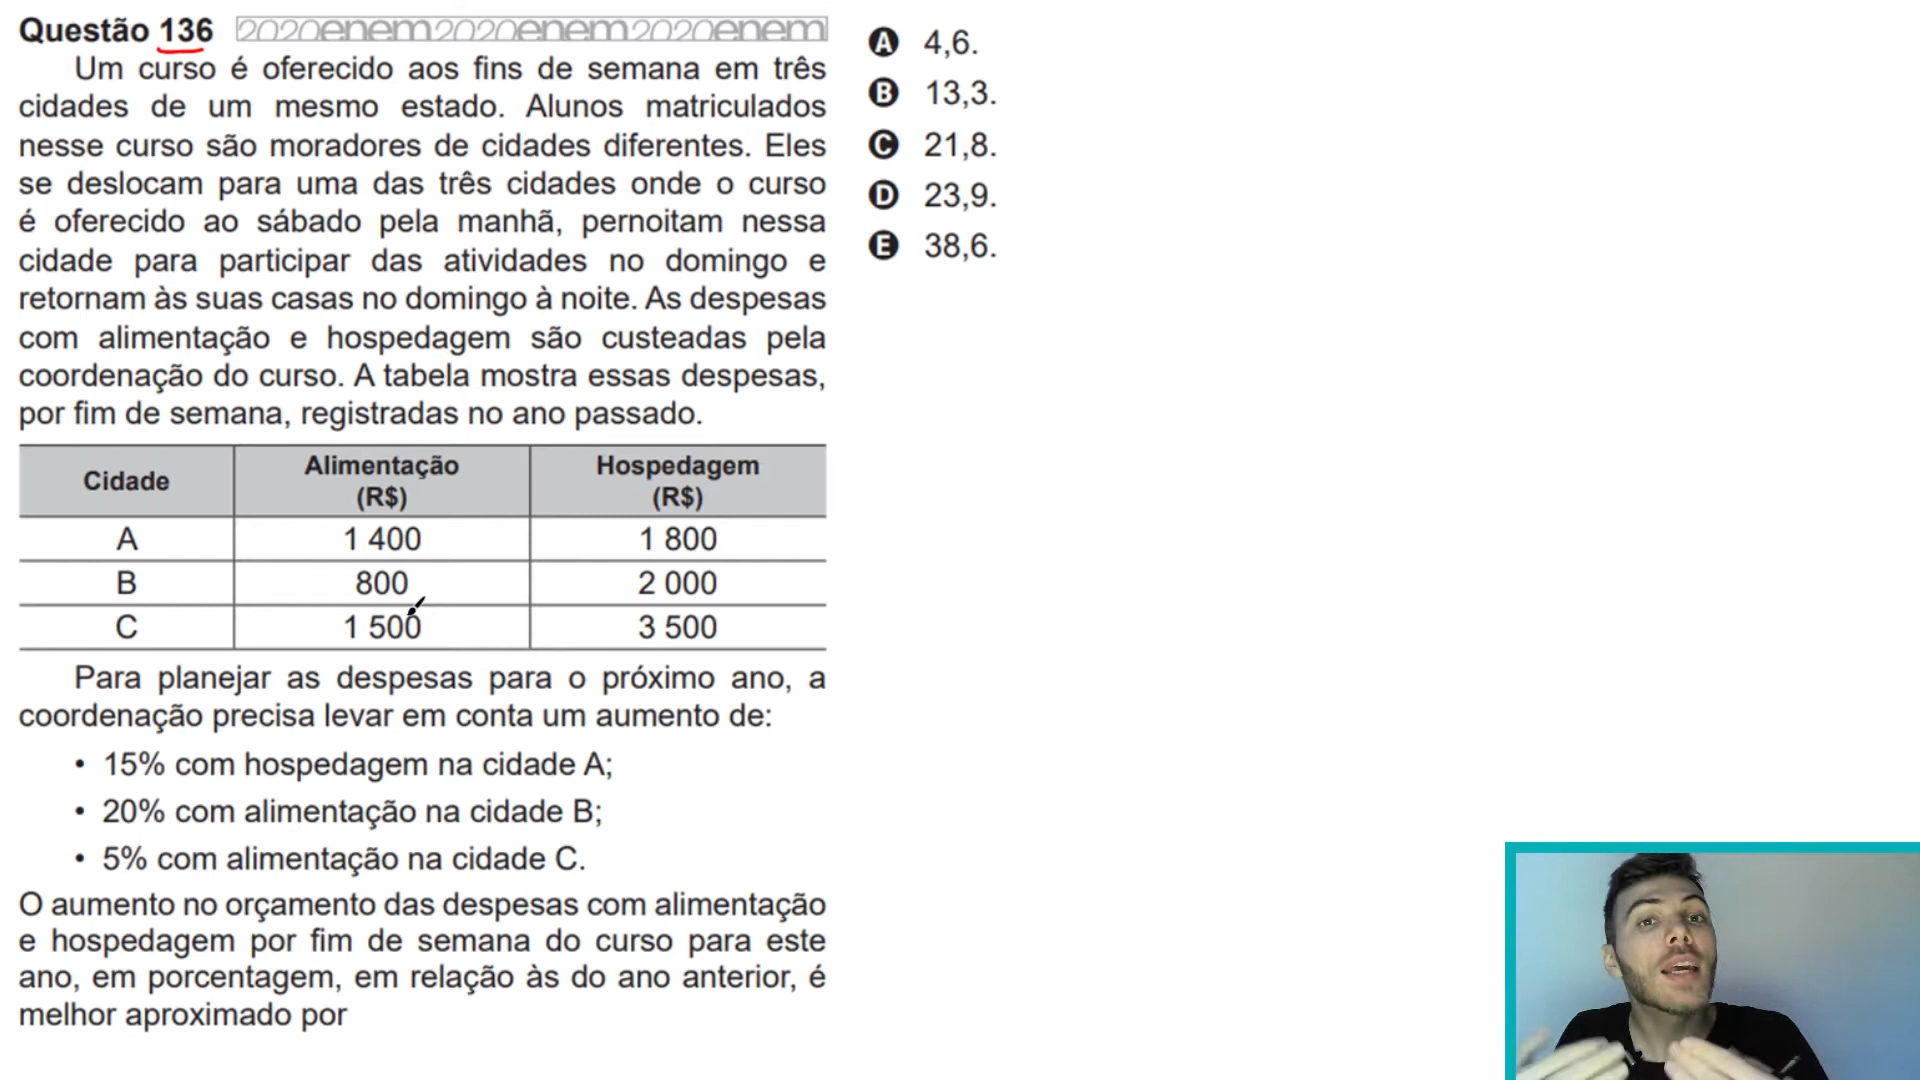 Questão 136 2020enem2020enem2020enem
Um curso é oferecido aos fins de semana em três
cidades de um mesmo estado. Alunos matriculados
nesse curso são moradores de cidades diferentes. Eles
se deslocam para uma das três cidades onde o curso
é oferecido ao sábado pela manhã, pernoitam nessa
cidade para participar das atividades no domingo e
retornam às suas casas no domingo à noite. As despesas
com alimentação e hospedagem são custeadas pela
coordenação do curso. A tabela mostra essas despesas,
por fim de semana, registradas no ano passado.
Cidade Alimentação (R$) Hospedagem (R$)
A 1 400 1 800
B 800 2 000
C 1 500 3 500
Para planejar as despesas para o próximo ano, a
coordenação precisa levar em conta um aumento de:
• 15% com hospedagem na cidade A;
• 20% com alimentação na cidade B;
• 5% com alimentação na cidade C.
O aumento no orçamento das despesas com alimentação
e hospedagem por fim de semana do curso para este
ano, em porcentagem, em relação às do ano anterior, é
melhor aproximado por
A 4,6.
B 13,3.
C 21,8.
D 23,9.
E 38,6.